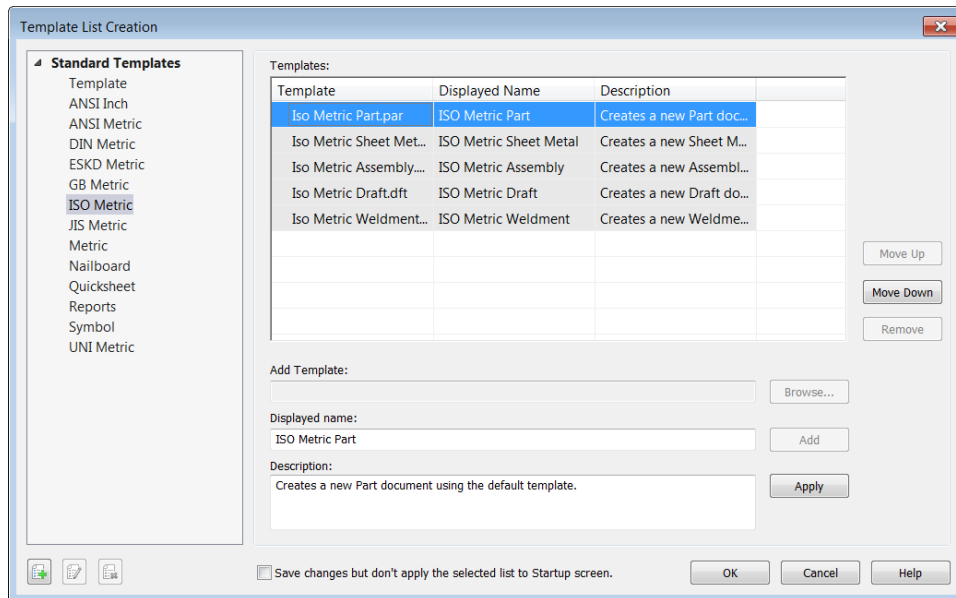 Template List Creation
Standard Templates
Template
ANSI Inch
ANSI Metric
DIN Metric
ESKD Metric
GB Metric
ISO Metric
JIS Metric
Metric
Nailboard
Quicksheet
Reports
Symbol
UNI Metric
Templates:
Template Displayed Name Description
Iso Metric Part.par ISO Metric Part Creates a new Part doc...
Iso Metric Sheet Met... ISO Metric Sheet Metal Creates a new Sheet M...
Iso Metric Assembly.... ISO Metric Assembly Creates a new Assembl...
Iso Metric Draft.dft ISO Metric Draft Creates a new Draft do...
Iso Metric Weldment... ISO Metric Weldment Creates a new Weldme...
Move Up
Move Down
Remove
Add Template:
Browse...
Displayed name:
ISO Metric Part
Add
Description:
Creates a new Part document using the default template.
Apply
Save changes but don't apply the selected list to Startup screen.
OK Cancel Help